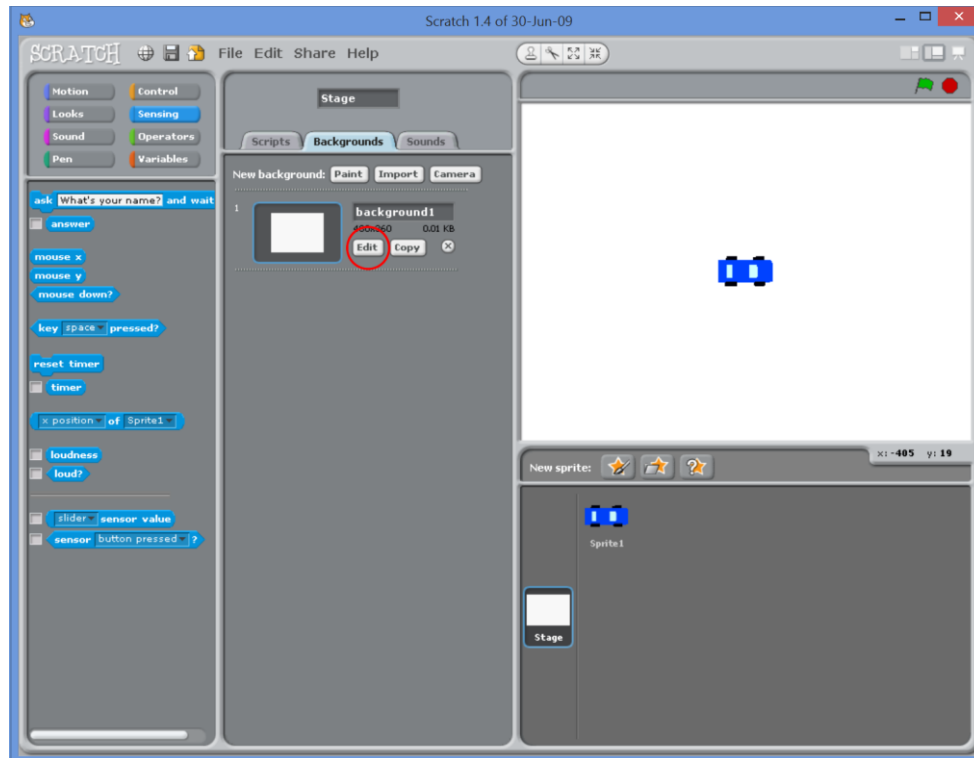 Scratch 1.4 of 30-Jun-09
SCRATCH File Edit Share Help
Motion Control
Looks Sensing
Sound Operators
Pen Variables
ask What's your name? and wait
answer
mouse x
mouse y
mouse down?
key space pressed?
reset timer
timer
x position of Sprite1
loudness
loud?
slider sensor value
sensor button pressed ?
Stage
Scripts Backgrounds Sounds
New background: Paint Import Camera
1
background1
480x360 0.01 KB
Edit Copy
x: -405 y: 19
New sprite:
Sprite1
Stage